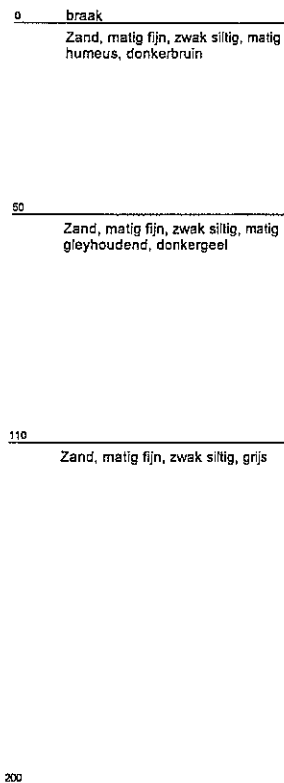 0 braak
Zand, matig fijn, zwak siltig, matig
humeus, donkerbruin
50
Zand, matig fijn, zwak siltig, matig
gleyhoudend, donkergeel
110
Zand, matig fijn, zwak siltig, grijs
200